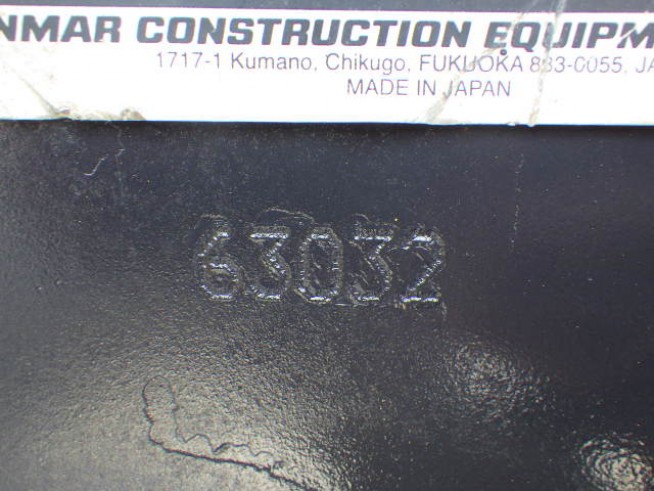 NMAR CONSTRUCTION EQUIPM
1717-1 Kumano, Chikugo, FUKUOKA 833-0055, JA
MADE IN JAPAN
63032